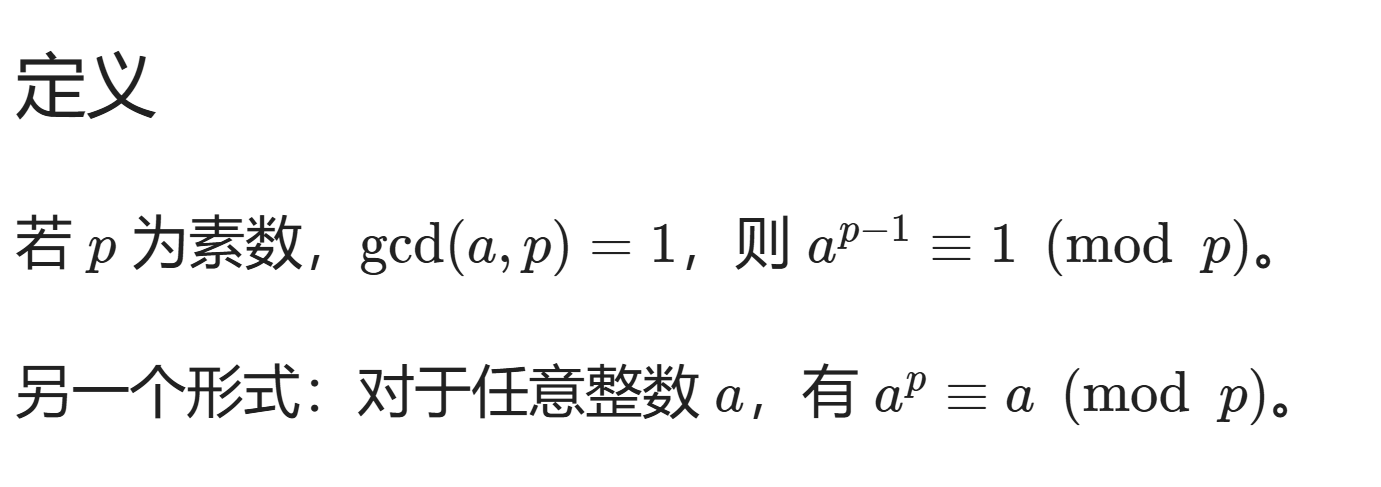 定义
若 p 为素数，gcd(a, p) = 1，则 a^{p−1} ≡ 1 (mod p)。
另一个形式：对于任意整数 a，有 a^p ≡ a (mod p)。